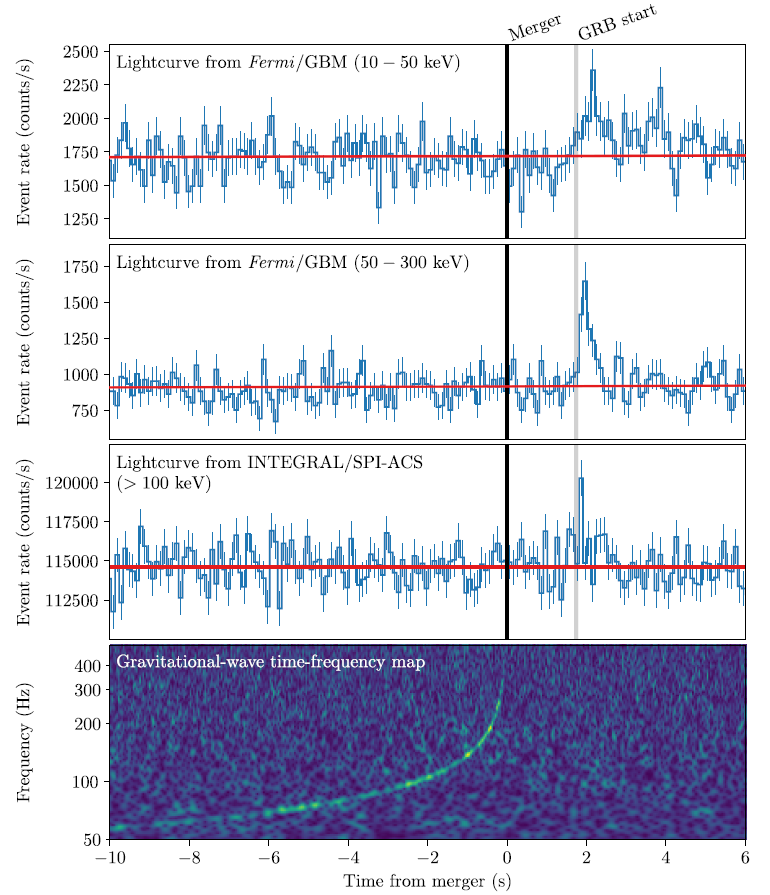 Merger
GRB start
Lightcurve from Fermi/GBM (10 − 50 keV)
Event rate (counts/s)
2500
2250
2000
1750
1500
1250
Lightcurve from Fermi/GBM (50 − 300 keV)
Event rate (counts/s)
1750
1500
1250
1000
750
Lightcurve from INTEGRAL/SPI-ACS
(> 100 keV)
Event rate (counts/s)
120000
117500
115000
112500
Gravitational-wave time-frequency map
Frequency (Hz)
400
300
200
100
50
−10 −8 −6 −4 −2 0 2 4 6
Time from merger (s)